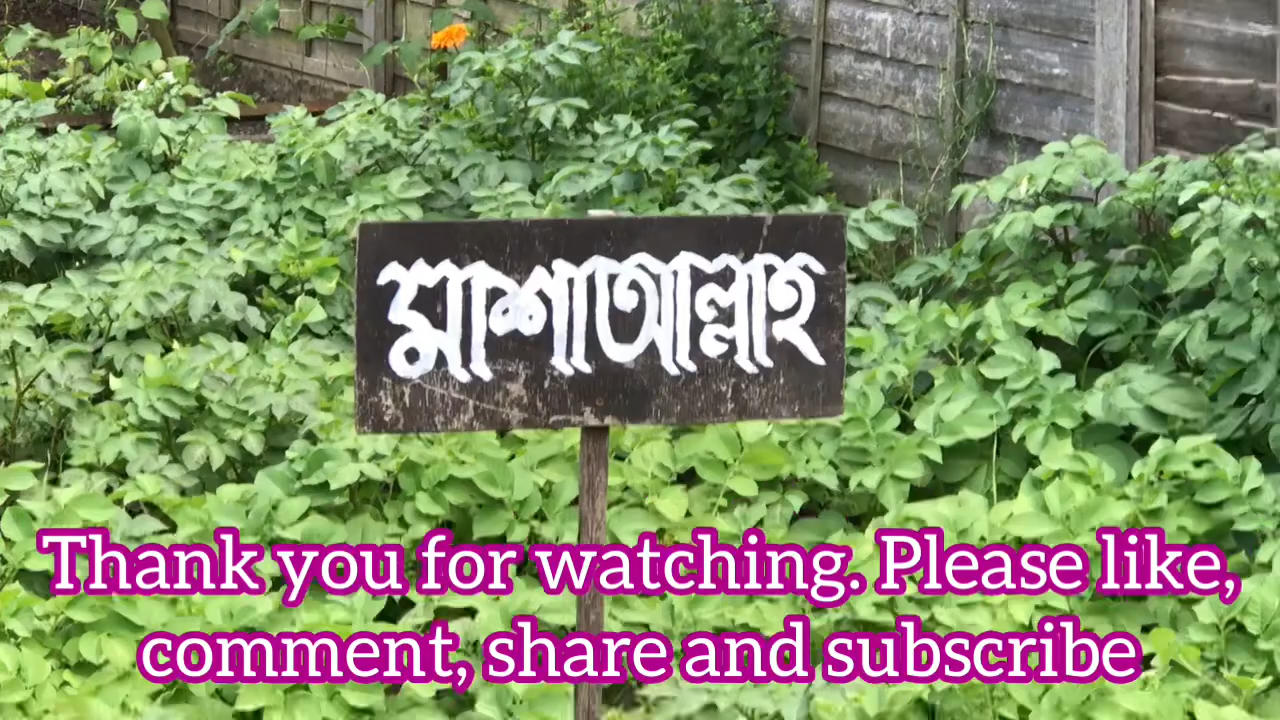 মাশাআল্লাহ
Thank you for watching. Please like,
comment, share and subscribe